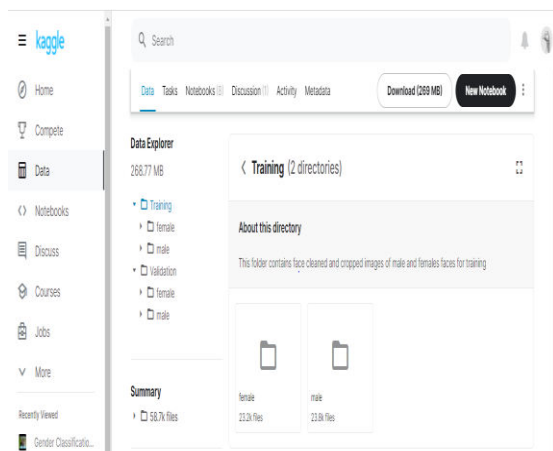 kaggle
Search
Home
Compete
Data
Notebooks
Discuss
Courses
Jobs
More
Recently Viewed
Gender Classificatio...
Data Tasks Notebooks Discussion Activity Metadata
Download (269 MB)
New Notebook
Data Explorer
268.77 MB
Training
female
male
Validation
female
male
Summary
58.7k files
Training (2 directories)
About this directory
This folder contains face cleaned and cropped images of male and females faces for training
female
23.2k files
male
23.8k files